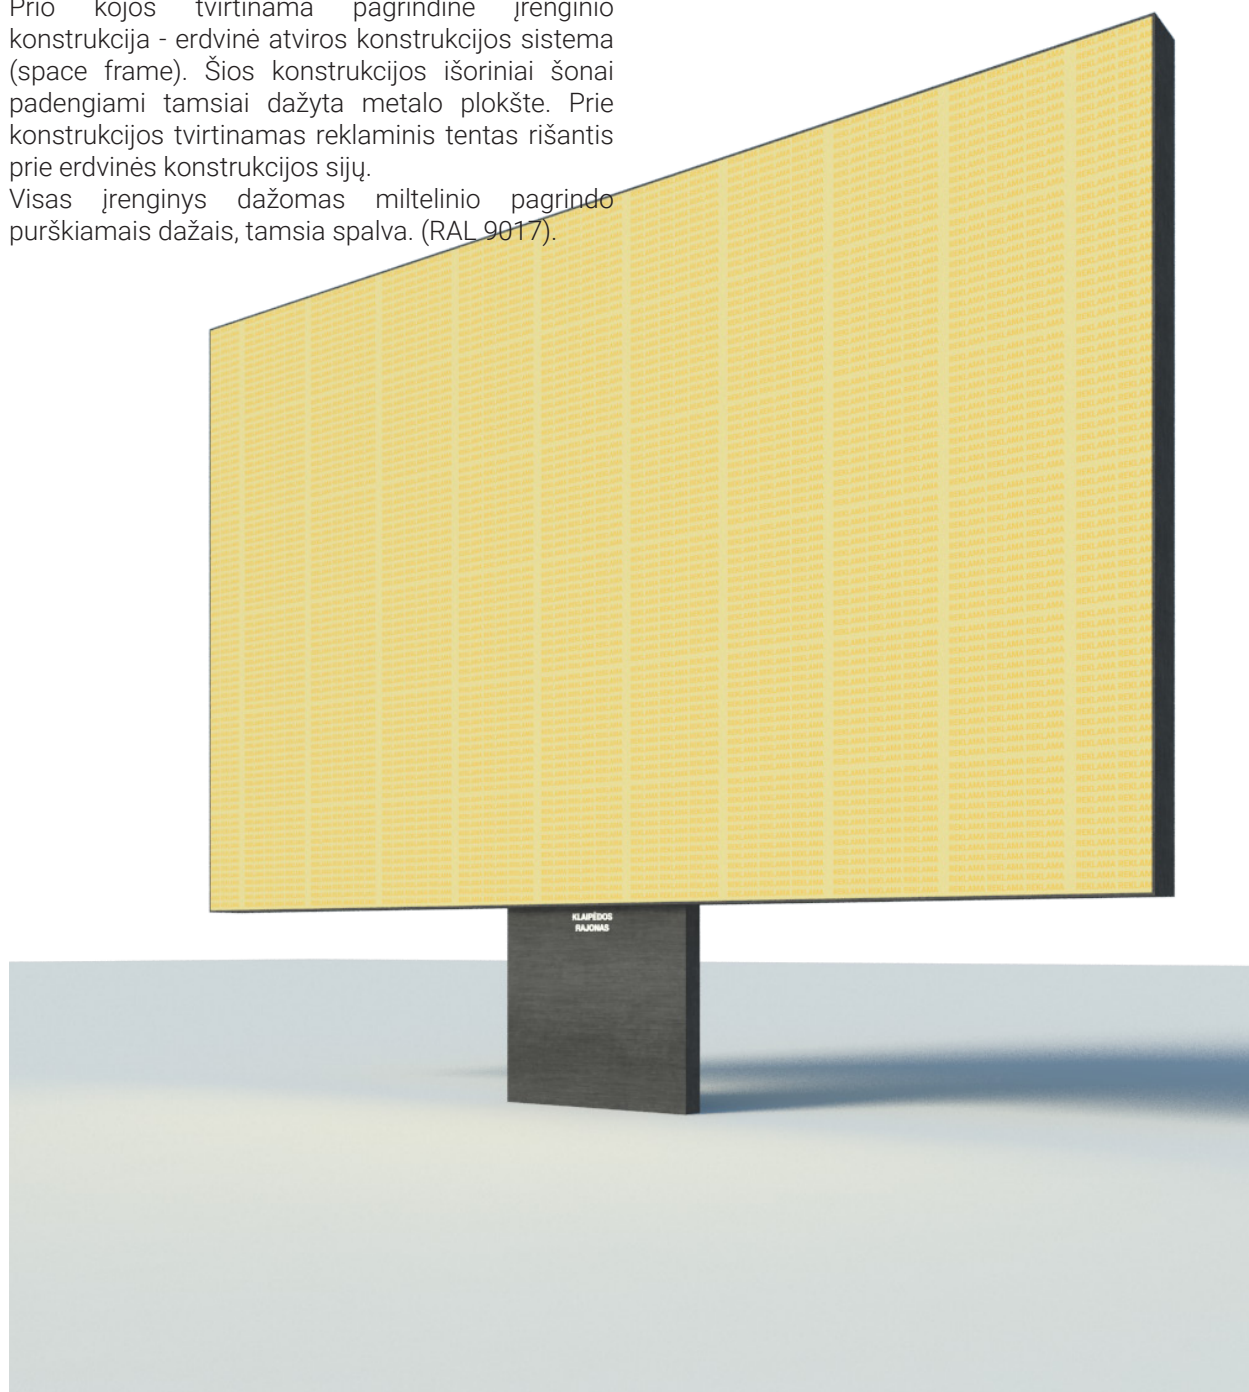 Prio kojos tvirtinama pagrindinė įrenginio
konstrukcija - erdvinė atviros konstrukcijos sistema
(space frame). Šios konstrukcijos išoriniai šonai
padengiami tamsiai dažyta metalo plokšte. Prie
konstrukcijos tvirtinamas reklaminis tentas rišantis
prie erdvinės konstrukcijos sijų.
Visas įrenginys dažomas miltelinio pagrindo
purškiamais dažais, tamsia spalva. (RAL 9017).
KLAIPĖDOS
RAJONAS